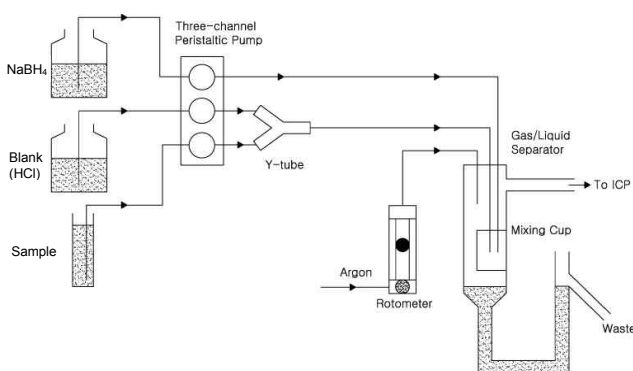 Three-channel
Peristaltic Pump
NaBH₄
Blank
(HCl)
Sample
Y-tube
Gas/Liquid
Separator
To ICP
Mixing Cup
Argon
Rotometer
Waste